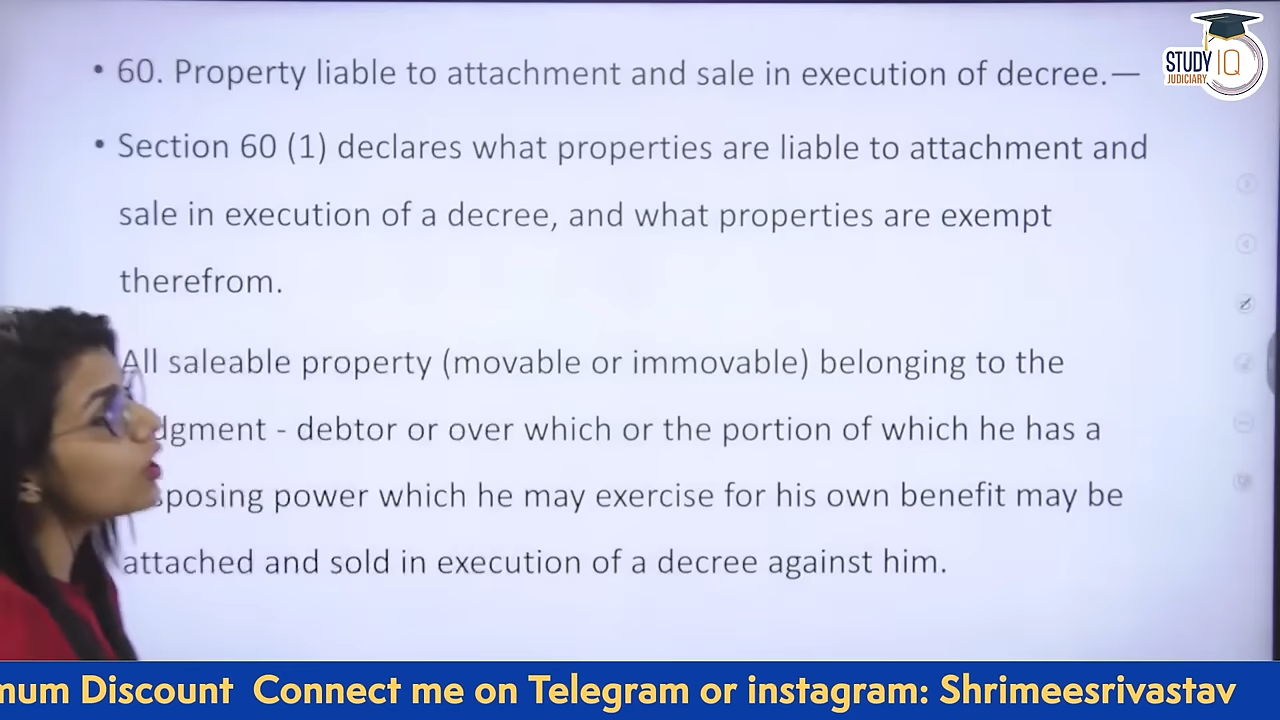 • 60. Property liable to attachment and sale in execution of decree.—
• Section 60 (1) declares what properties are liable to attachment and
sale in execution of a decree, and what properties are exempt
therefrom.
All saleable property (movable or immovable) belonging to the
dgment - debtor or over which or the portion of which he has a
sposing power which he may exercise for his own benefit may be
attached and sold in execution of a decree against him.
STUDY IQ
JUDICIARY
mum Discount Connect me on Telegram or instagram: Shrimeesrivastav